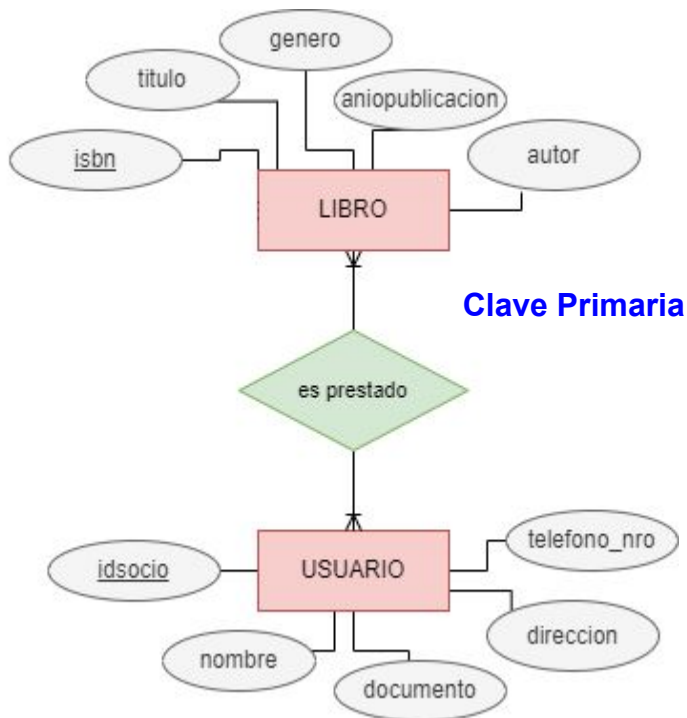 genero
titulo
aniopublicacion
isbn
autor
LIBRO
Clave Primaria
es prestado
telefono_nro
idsocio
USUARIO
direccion
nombre
documento